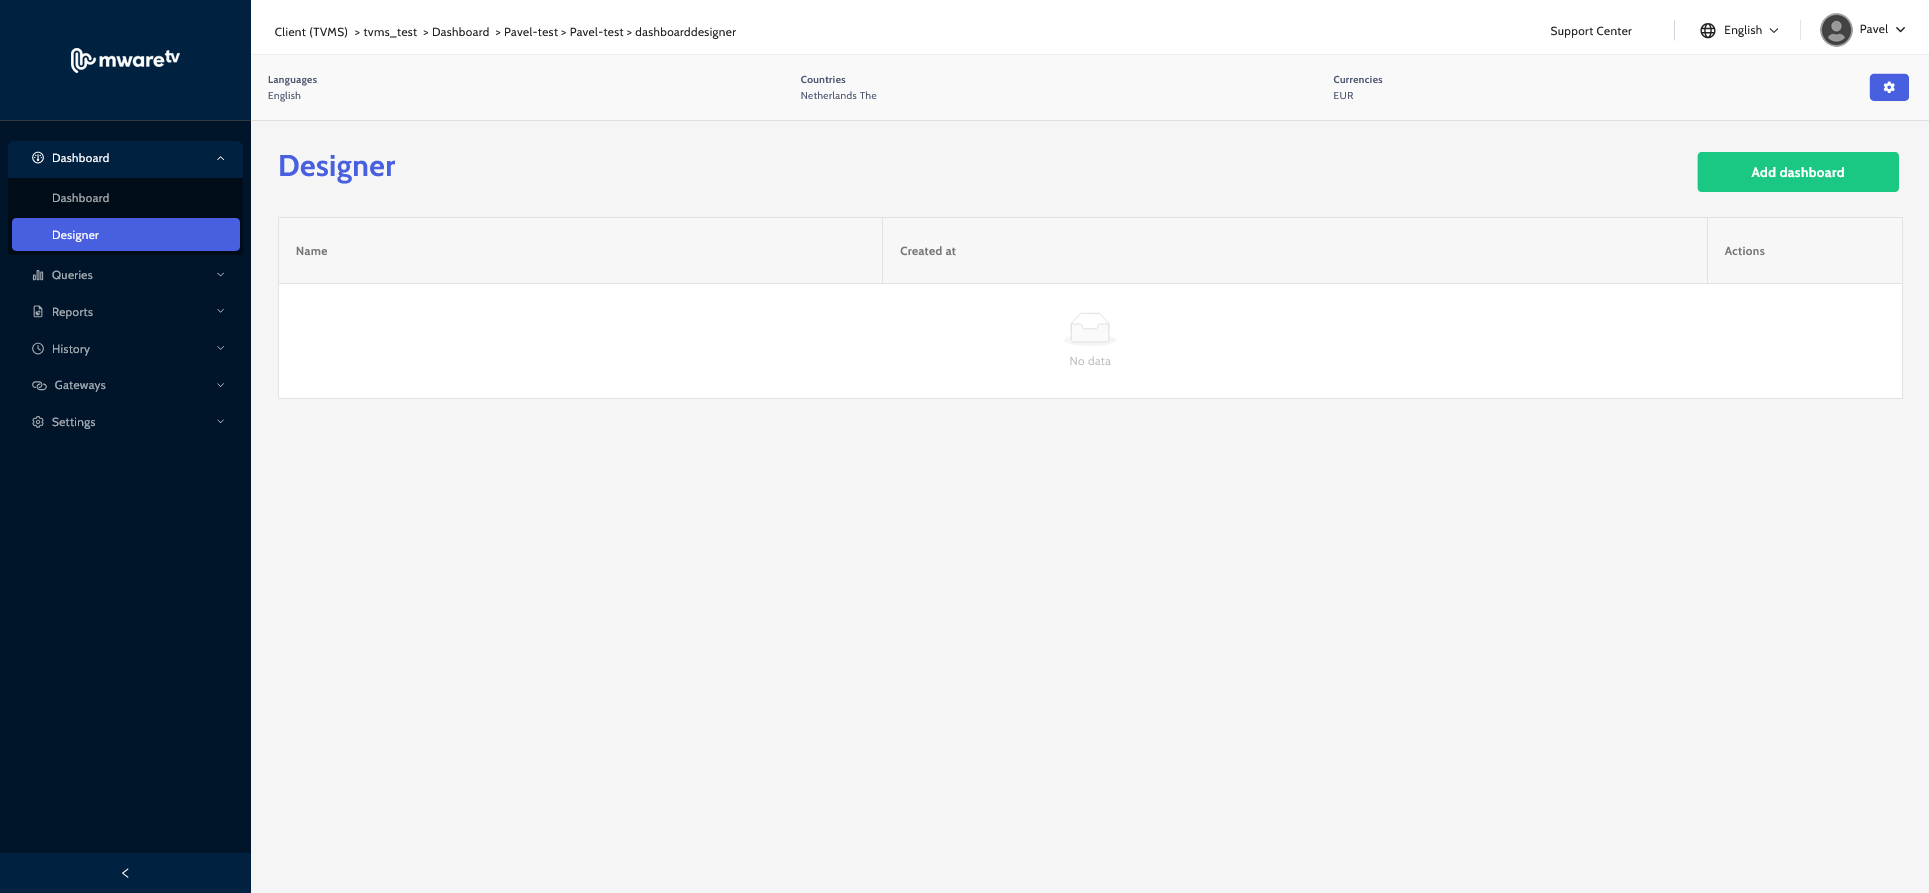 mwaretv
Client (TVMS) > tvms_test > Dashboard > Pavel-test > Pavel-test > dashboarddesigner
Support Center
English
Pavel
Languages
English
Countries
Netherlands The
Currencies
EUR
Dashboard
Dashboard
Designer
Queries
Reports
History
Gateways
Settings
Designer
Add dashboard
Name
Created at
Actions
No data